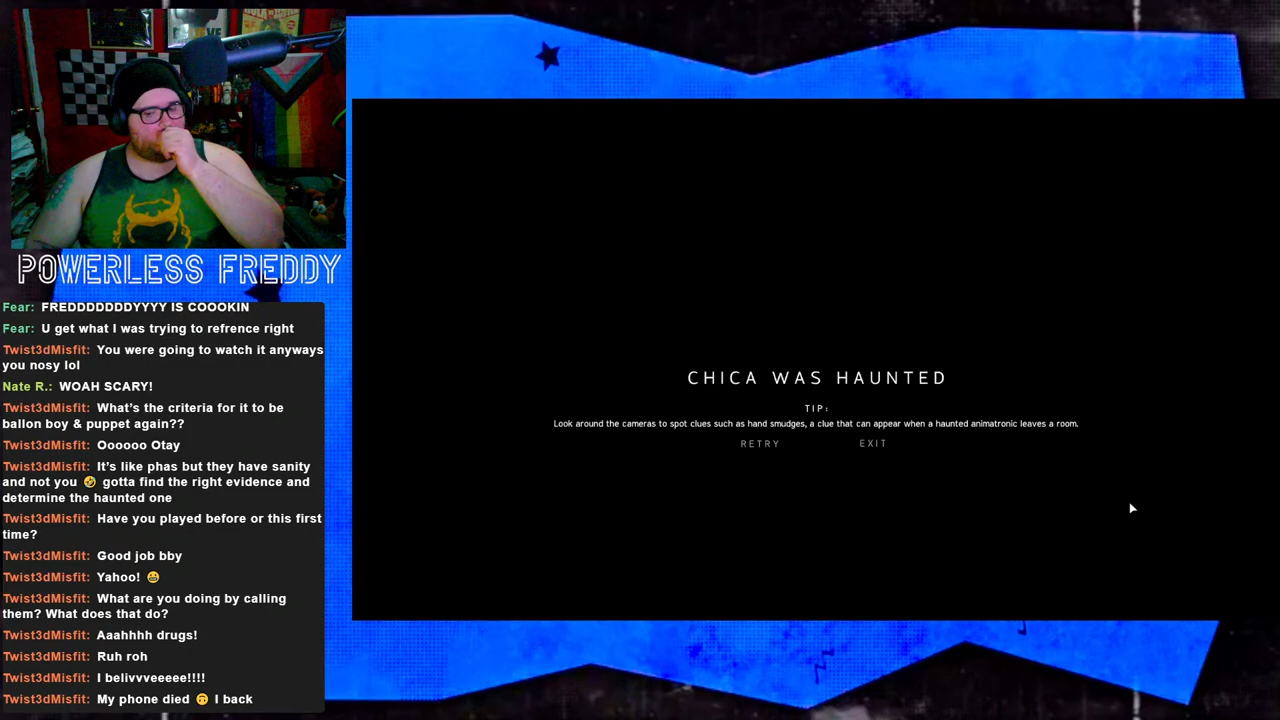 POWERLESS FREDDY
Fear: FREDDDDDDDYYYY IS COOOKIN
Fear: U get what I was trying to refrence right
Twist3dMisfit: You were going to watch it anyways
you nosy lol
Nate R.: WOAH SCARY!
Twist3dMisfit: What's the criteria for it to be
ballon boy & puppet again??
Twist3dMisfit: Oooooo Otay
Twist3dMisfit: It's like phas but they have sanity
and not you 🤣 gotta find the right evidence and
determine the haunted one
Twist3dMisfit: Have you played before or this first
time?
Twist3dMisfit: Good job bby
Twist3dMisfit: Yahoo! 😀
Twist3dMisfit: What are you doing by calling
them? What does that do?
Twist3dMisfit: Aaahhhh drugs!
Twist3dMisfit: Ruh roh
Twist3dMisfit: I belivvveeeee!!!!
Twist3dMisfit: My phone died 🙃 I back
CHICA WAS HAUNTED
TIP:
Look around the cameras to spot clues such as hand smudges, a clue that can appear when a haunted animatronic leaves a room.
RETRY EXIT